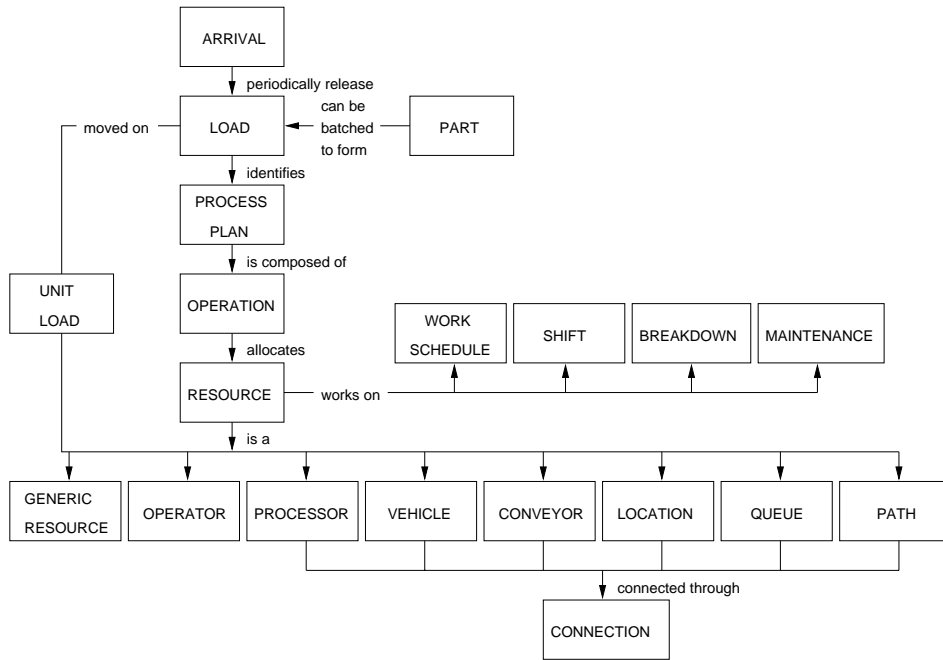 ARRIVAL
periodically release
can be
batched
to form
moved on
LOAD
PART
identifies
PROCESS
PLAN
is composed of
UNIT
LOAD
OPERATION
WORK
SCHEDULE
SHIFT
BREAKDOWN
MAINTENANCE
allocates
RESOURCE
works on
is a
GENERIC
RESOURCE
OPERATOR
PROCESSOR
VEHICLE
CONVEYOR
LOCATION
QUEUE
PATH
connected through
CONNECTION